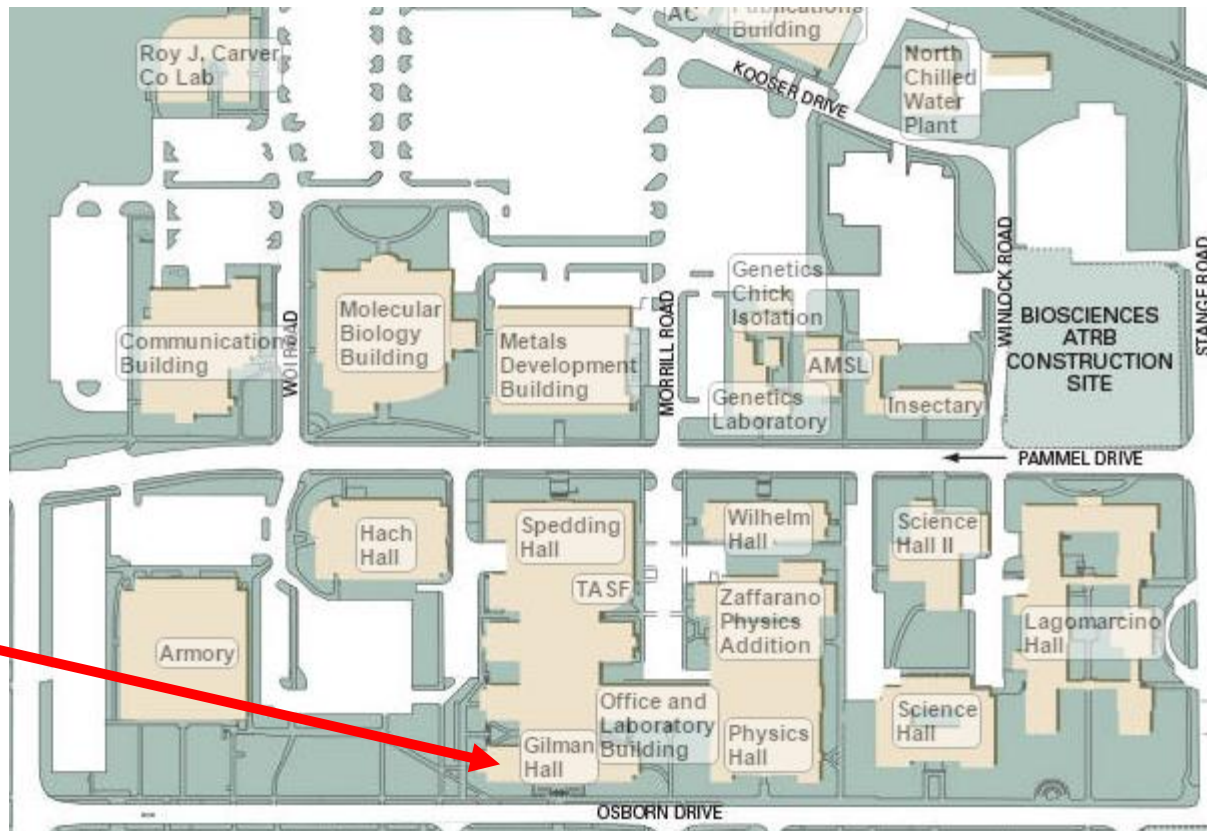 AC
Publications
Building
Roy J. Carver
Co Lab
North
Chilled
Water
Plant
KOOSER DRIVE
WINLOCK ROAD
STANGE ROAD
Genetics
Chick
Isolation
Molecular
Biology
Building
Communication
Building
WOI ROAD
Metals
Development
Building
MORRILL ROAD
AMSL
Genetics
Laboratory
Insectary
BIOSCIENCES
ATRB
CONSTRUCTION
SITE
PAMMEL DRIVE
Hach
Hall
Spedding
Hall
Wilhelm
Hall
Science
Hall II
TASF
Zaffarano
Physics
Addition
Lagomarcino
Hall
Armory
Office and
Laboratory
Building
Gilman
Hall
Physics
Hall
Science
Hall
OSBORN DRIVE